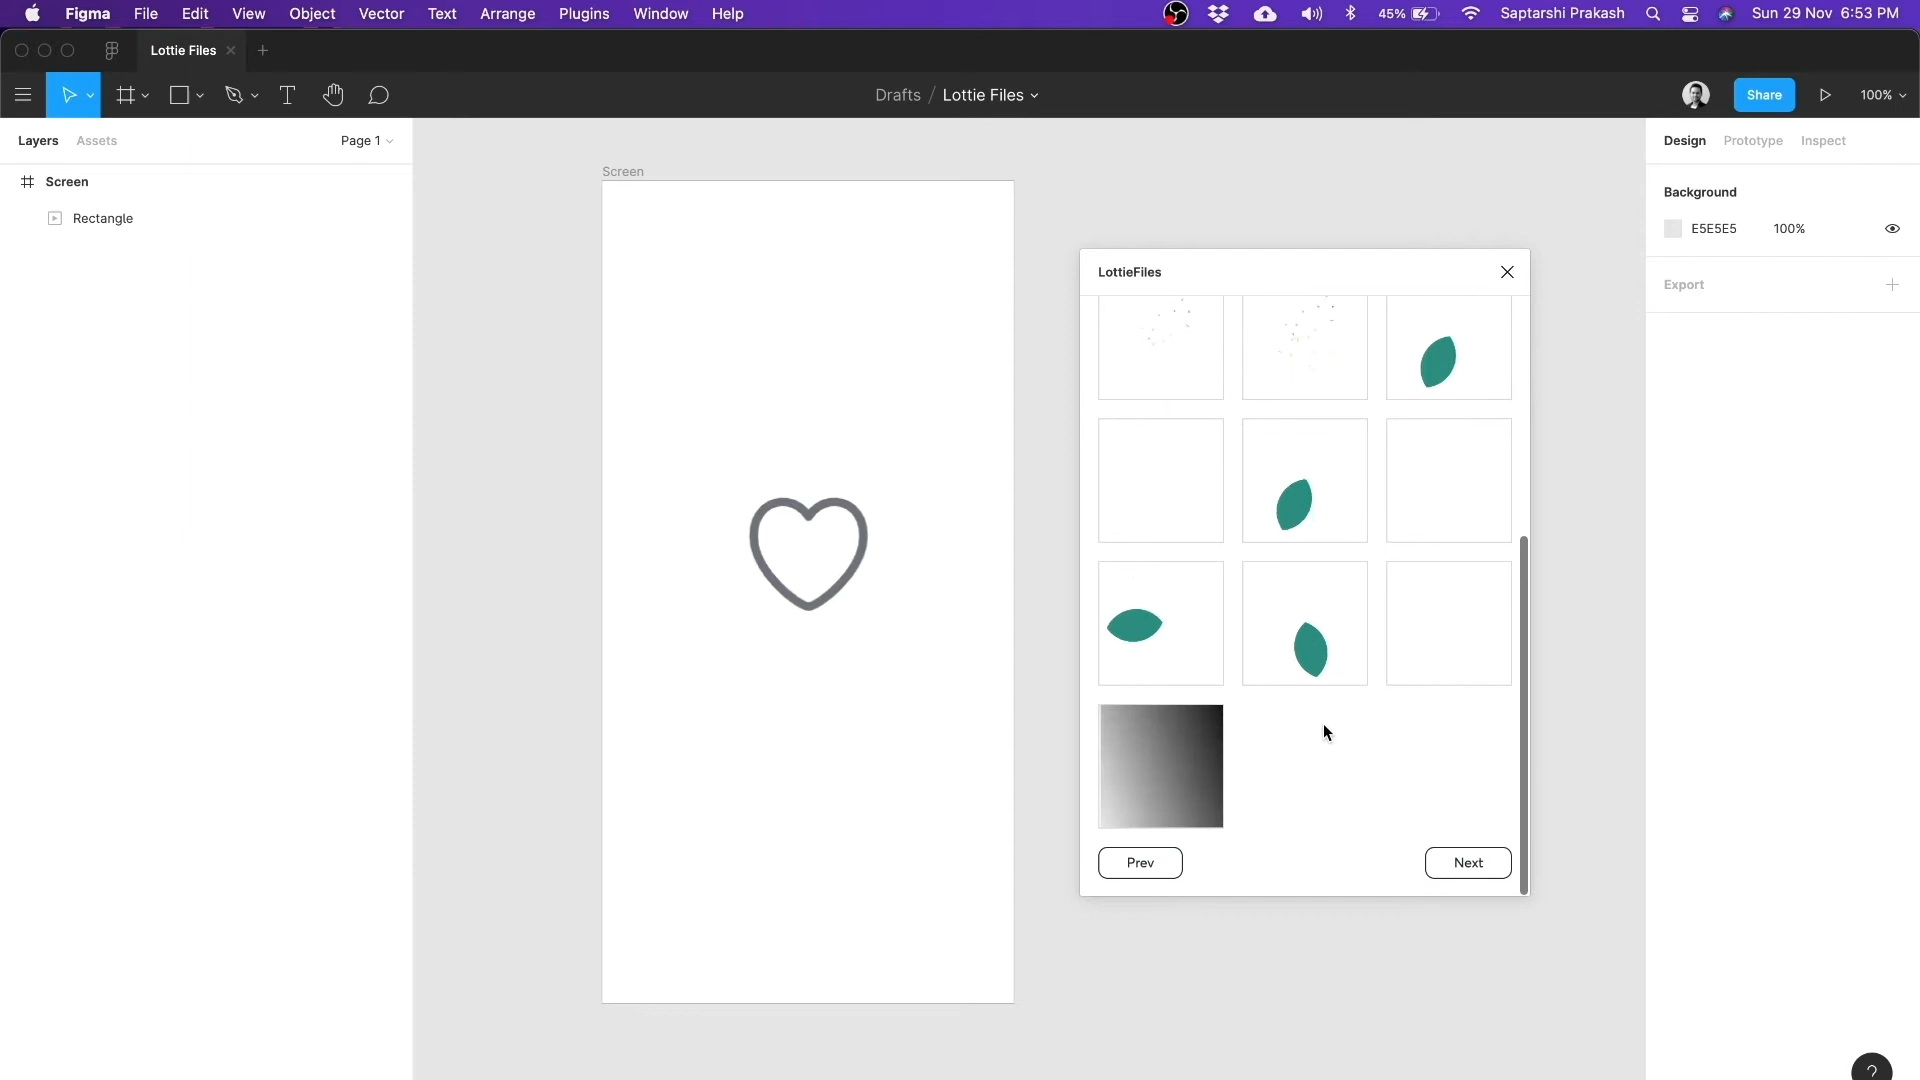 Figma File Edit View Object Vector Text Arrange Plugins Window Help 45% Saptarshi Prakash Sun 29 Nov 6:53 PM
Lottie Files
Drafts / Lottie Files
Share
100%
Layers Assets Page 1
Screen
Rectangle
Screen
LottieFiles
Prev
Next
Design Prototype Inspect
Background
E5E5E5 100%
Export
?